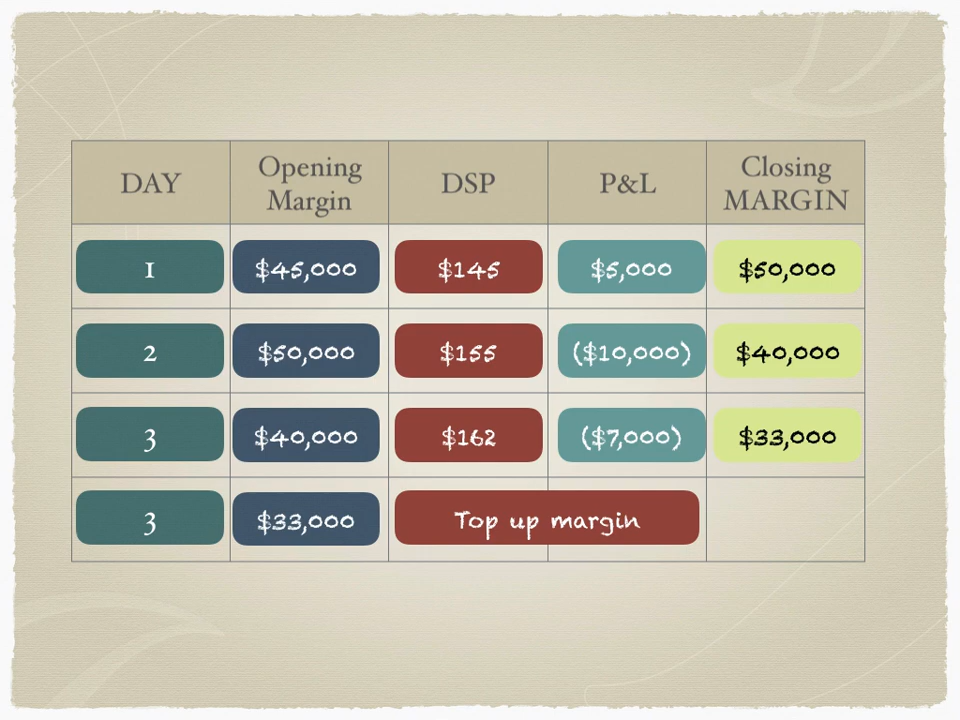 DAY
Opening
Margin
DSP
P&L
Closing
MARGIN
1
$45,000
$145
$5,000
$50,000
2
$50,000
$155
($10,000)
$40,000
3
$40,000
$162
($7,000)
$33,000
3
$33,000
Top up margin